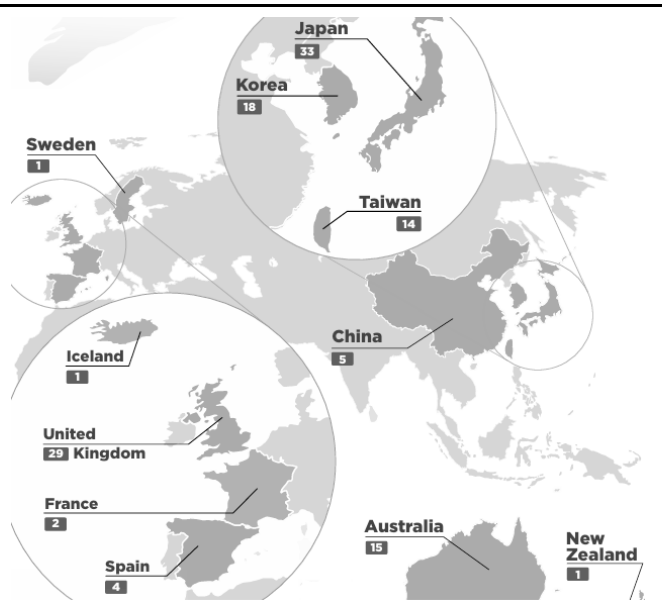 Japan
33
Korea
18
Sweden
1
Taiwan
14
China
5
Iceland
1
United
29 Kingdom
France
2
Spain
4
Australia
15
New
Zealand
1